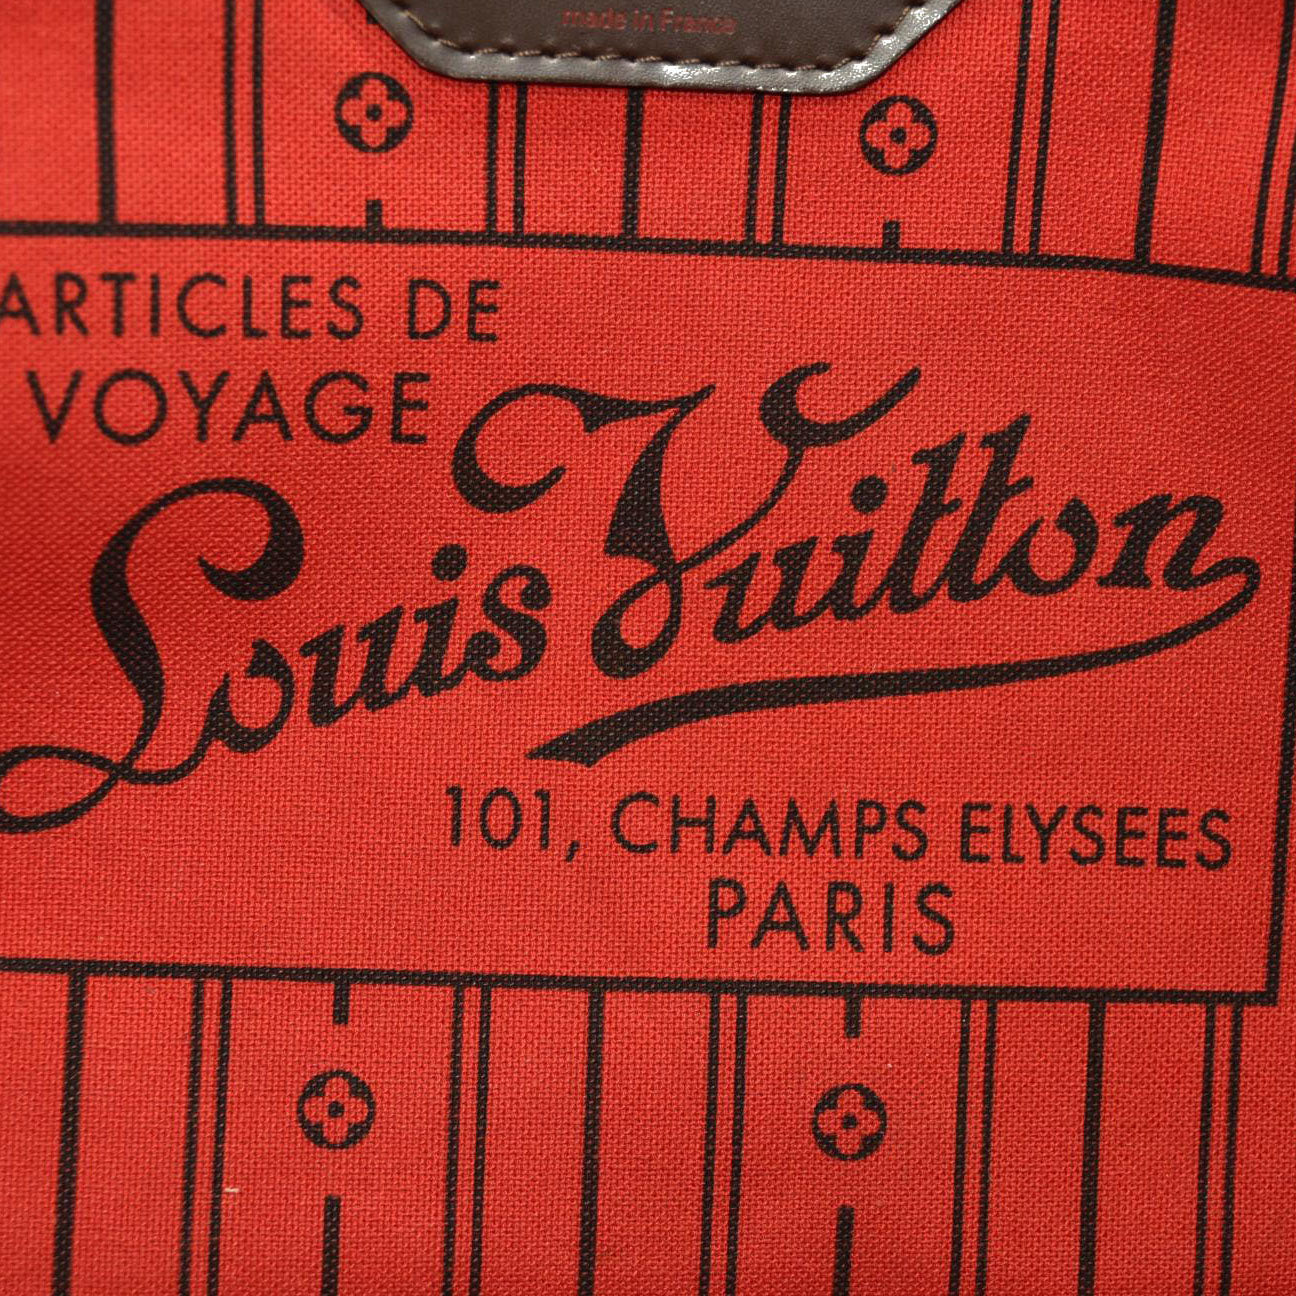 made in France
ARTICLES DE
VOYAGE
Louis Vuitton
101, CHAMPS ELYSEES
PARIS